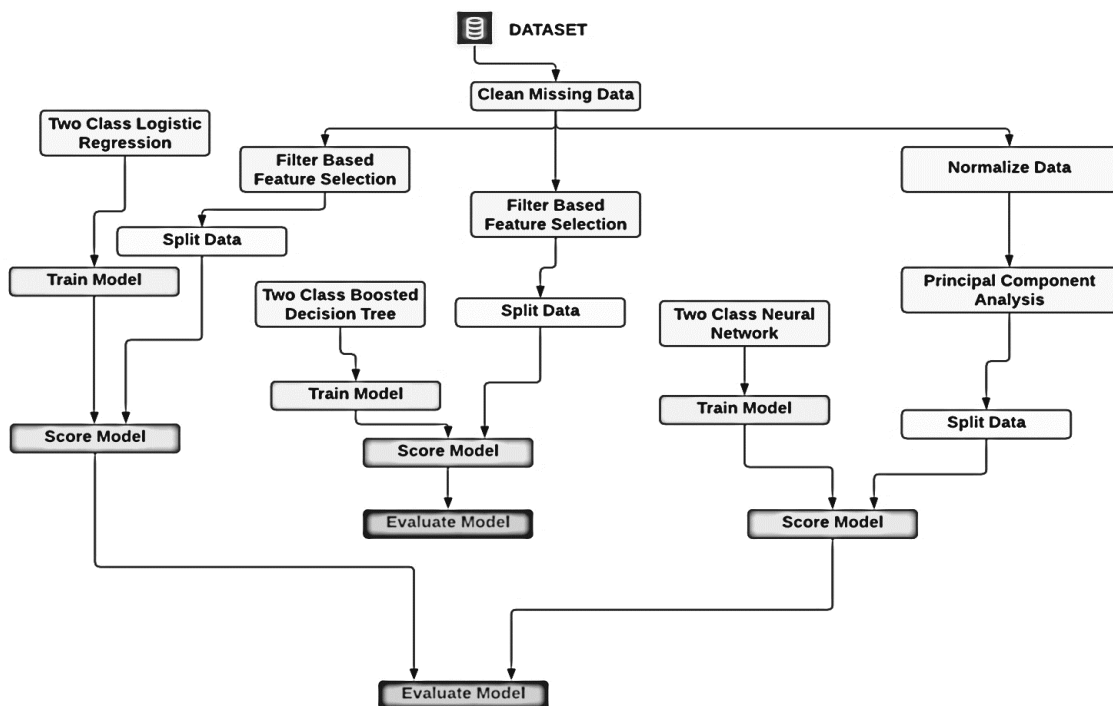 DATASET
Clean Missing Data
Two Class Logistic
Regression
Filter Based
Feature Selection
Normalize Data
Filter Based
Feature Selection
Split Data
Train Model
Two Class Boosted
Decision Tree
Split Data
Two Class Neural
Network
Principal Component
Analysis
Train Model
Train Model
Split Data
Score Model
Score Model
Evaluate Model
Score Model
Evaluate Model